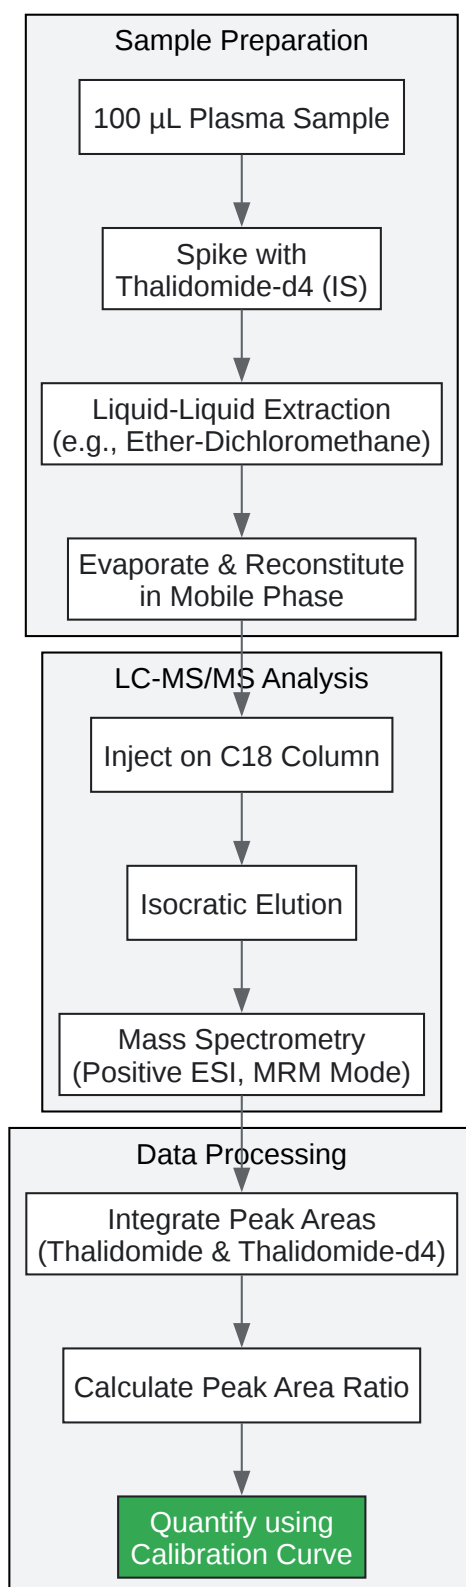 Sample Preparation
100 µL Plasma Sample
Spike with
Thalidomide-d4 (IS)
Liquid-Liquid Extraction
(e.g., Ether-Dichloromethane)
Evaporate & Reconstitute
in Mobile Phase
LC-MS/MS Analysis
Inject on C18 Column
Isocratic Elution
Mass Spectrometry
(Positive ESI, MRM Mode)
Data Processing
Integrate Peak Areas
(Thalidomide & Thalidomide-d4)
Calculate Peak Area Ratio
Quantify using
Calibration Curve